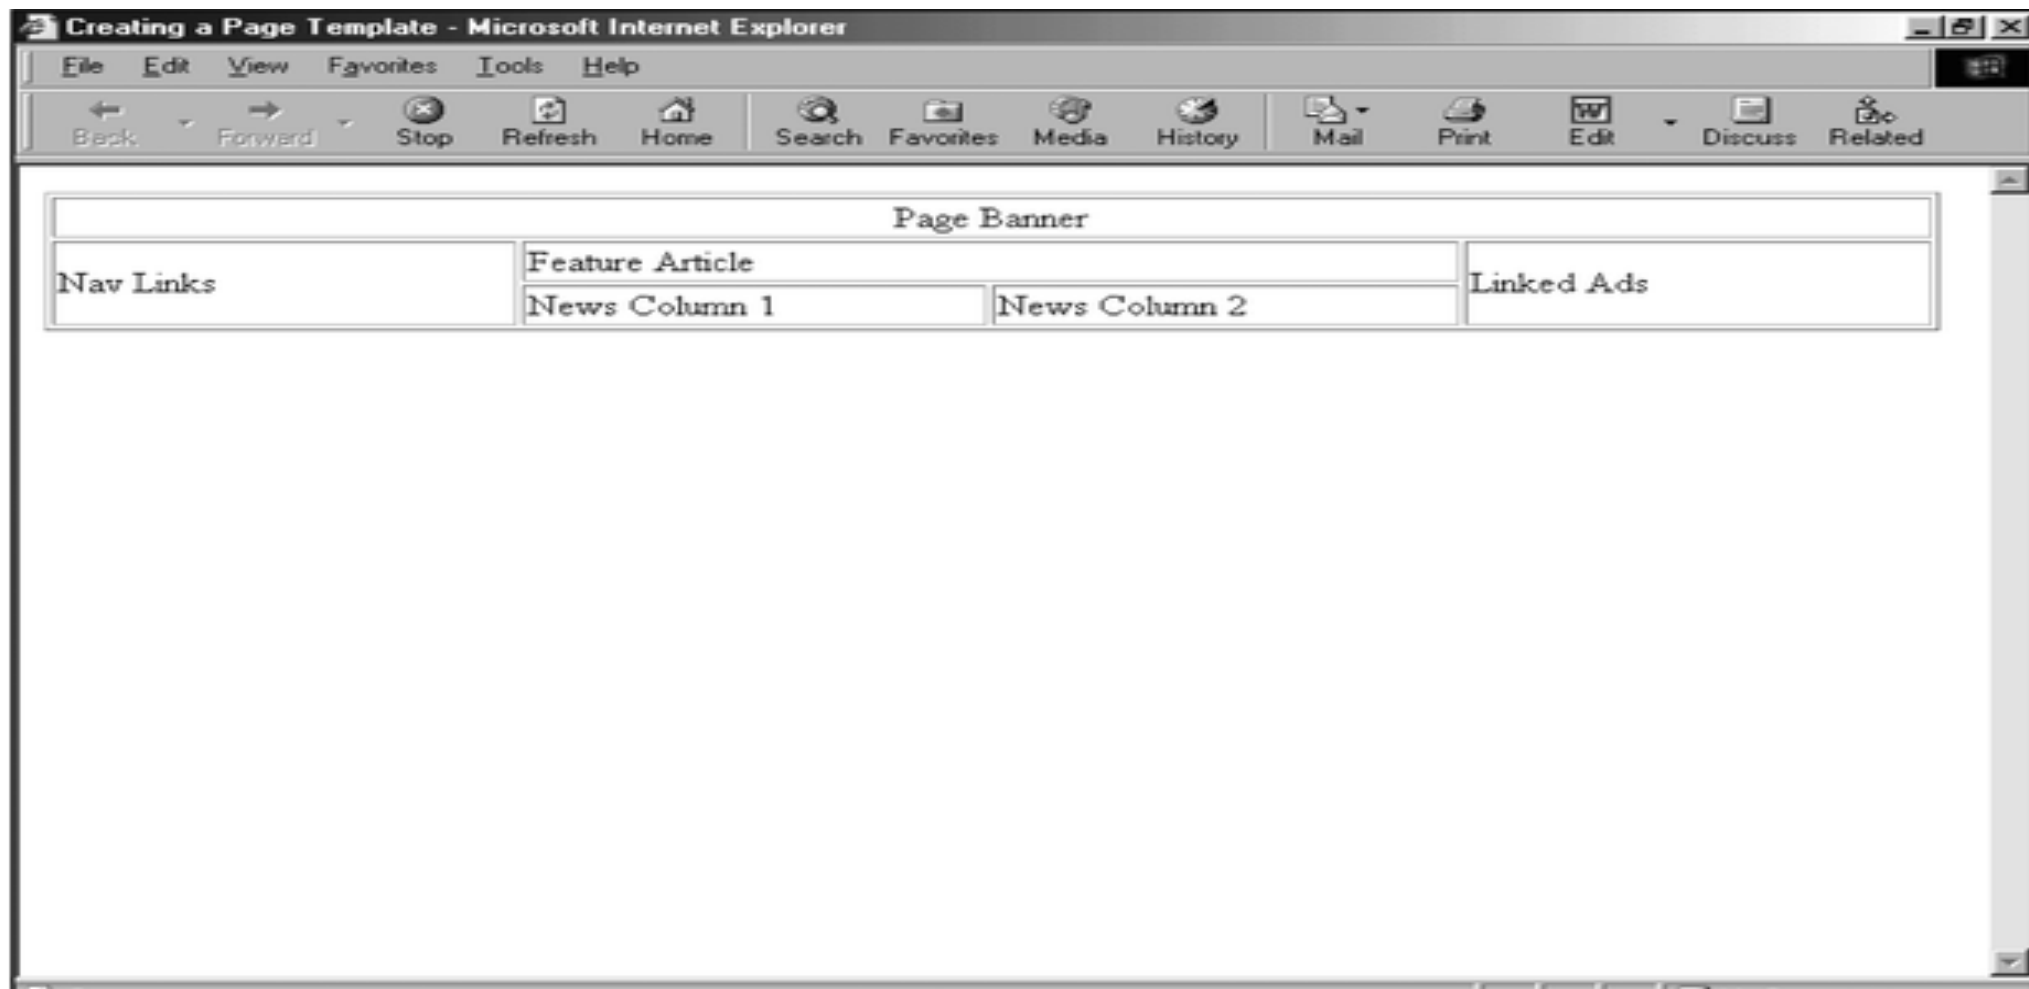 Creating a Page Template - Microsoft Internet Explorer
File Edit View Favorites Tools Help
Back Forward Stop Refresh Home Search Favorites Media History Mail Print Edit Discuss Related
Page Banner
Nav Links
Feature Article
Linked Ads
News Column 1 News Column 2